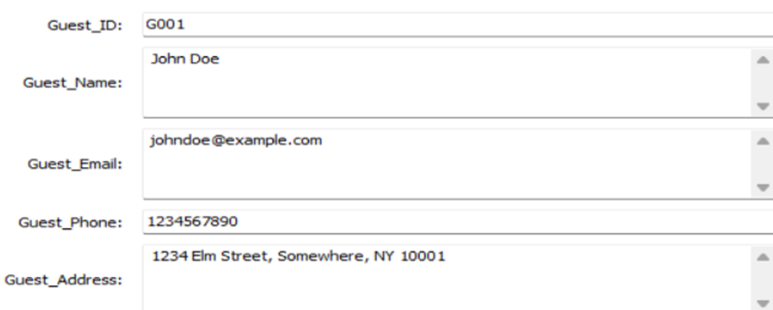 Guest_ID: G001
Guest_Name: John Doe
Guest_Email: johndoe@example.com
Guest_Phone: 1234567890
Guest_Address: 1234 Elm Street, Somewhere, NY 10001